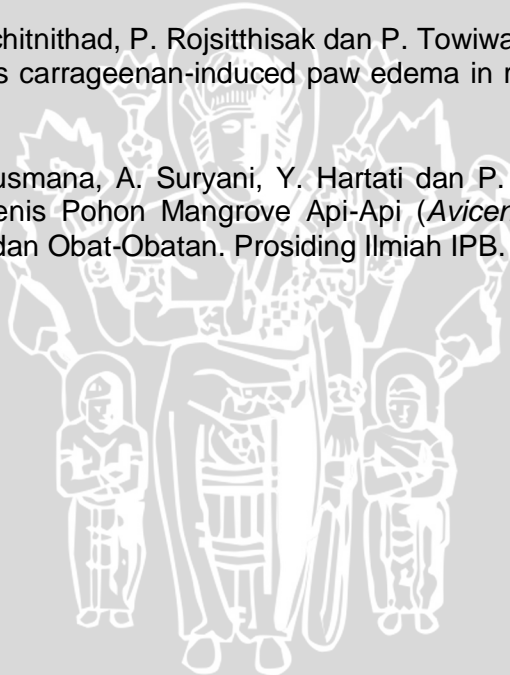 chitnithad, P. Rojsitthisak dan P. Towiwa
s carrageenan-induced paw edema in r
usmana, A. Suryani, Y. Hartati dan P.
enis Pohon Mangrove Api-Api (Avicen
dan Obat-Obatan. Prosiding Ilmiah IPB.